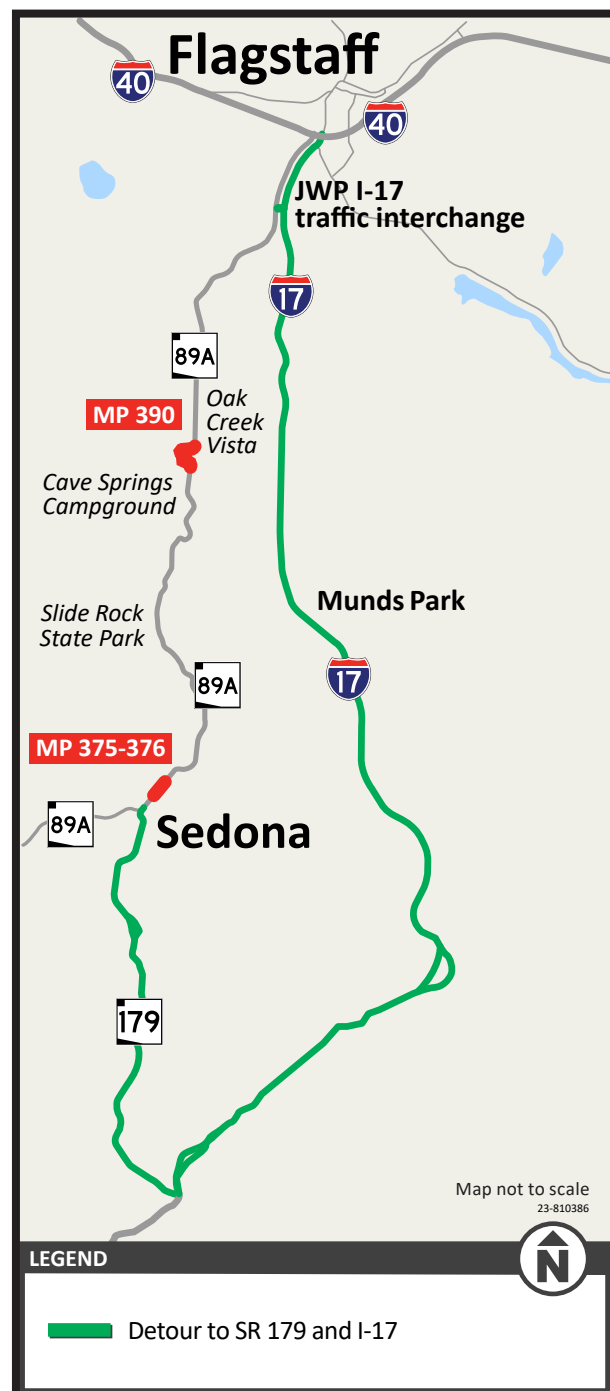 Flagstaff
40
40
JWP I-17
traffic interchange
17
89A
MP 390
Oak
Creek
Vista
Cave Springs
Campground
Munds Park
Slide Rock
State Park
17
89A
MP 375-376
89A
Sedona
179
Map not to scale
23-810386
LEGEND
N
Detour to SR 179 and I-17